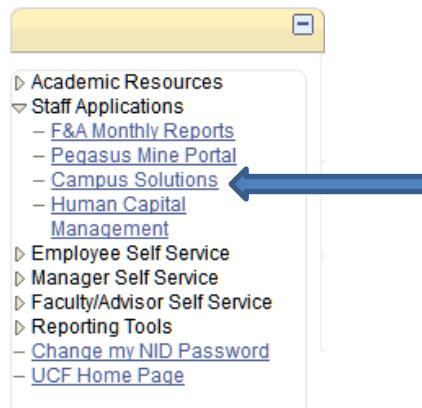 Academic Resources
Staff Applications
– F&A Monthly Reports
– Pegasus Mine Portal
– Campus Solutions
– Human Capital
Management
Employee Self Service
Manager Self Service
Faculty/Advisor Self Service
Reporting Tools
– Change my NID Password
– UCF Home Page